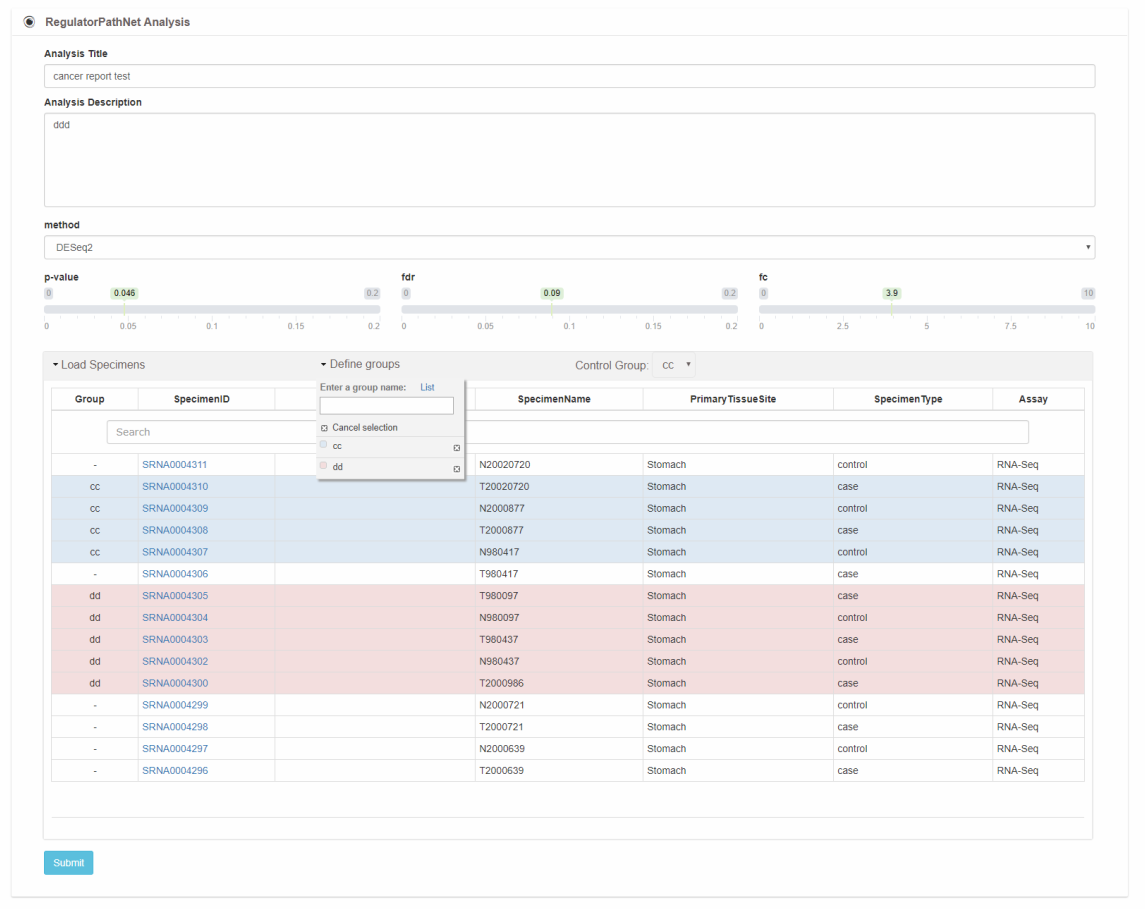 RegulatorPathNet Analysis
Analysis Title
cancer report test
Analysis Description
ddd
method
DESeq2
p-value fdr fc
0 0.046 0.2 0 0.09 0.2 0 3.9 10
0 0.05 0.1 0.15 0.2 0 0.05 0.1 0.15 0.2 0 2.5 5 7.5 10
Load Specimens Define groups Control Group: cc
Enter a group name: List
Cancel selection
cc
dd
Group SpecimenID SpecimenName PrimaryTissueSite SpecimenType Assay
Search
- SRNA0004311 N20020720 Stomach control RNA-Seq
cc SRNA0004310 T20020720 Stomach case RNA-Seq
cc SRNA0004309 N2000877 Stomach control RNA-Seq
cc SRNA0004308 T2000877 Stomach case RNA-Seq
cc SRNA0004307 N980417 Stomach control RNA-Seq
- SRNA0004306 T980417 Stomach case RNA-Seq
dd SRNA0004305 T980097 Stomach case RNA-Seq
dd SRNA0004304 N980097 Stomach control RNA-Seq
dd SRNA0004303 T980437 Stomach case RNA-Seq
dd SRNA0004302 N980437 Stomach control RNA-Seq
dd SRNA0004300 T2000986 Stomach case RNA-Seq
- SRNA0004299 N2000721 Stomach control RNA-Seq
- SRNA0004298 T2000721 Stomach case RNA-Seq
- SRNA0004297 N2000639 Stomach control RNA-Seq
- SRNA0004296 T2000639 Stomach case RNA-Seq
Submit